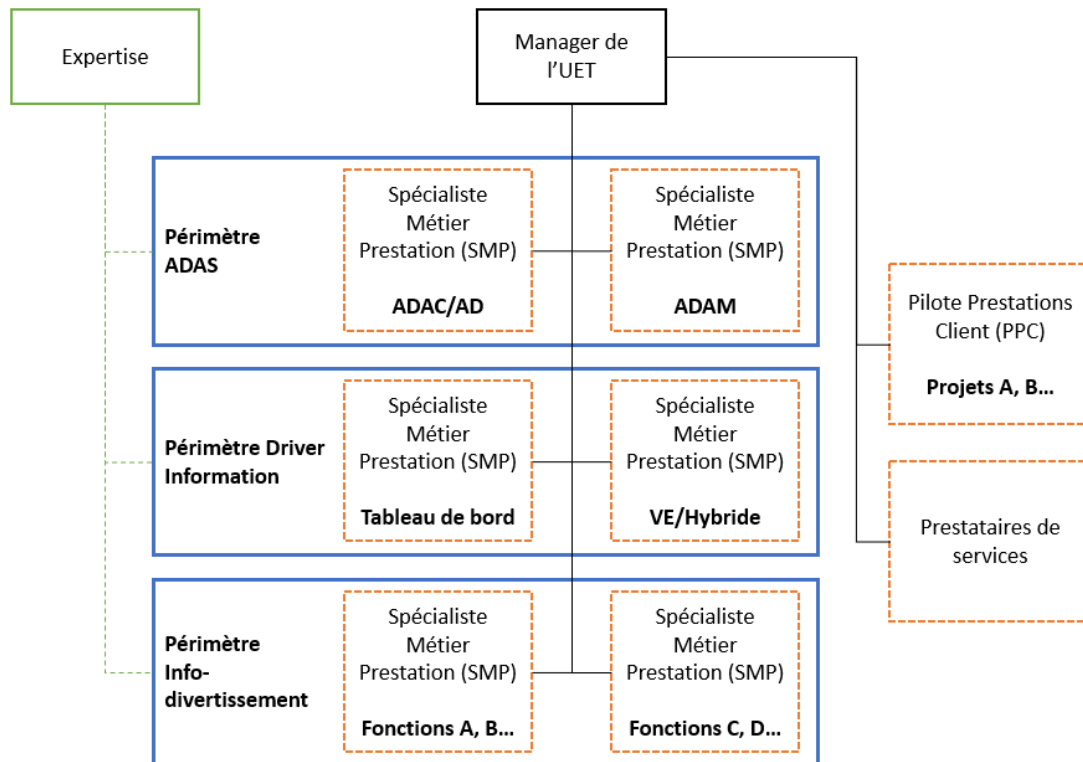 Expertise
Manager de
l'UET
Périmètre
ADAS
Spécialiste
Métier
Prestation (SMP)
ADAC/AD
Spécialiste
Métier
Prestation (SMP)
ADAM
Pilote Prestations
Client (PPC)
Projets A, B...
Périmètre Driver
Information
Spécialiste
Métier
Prestation (SMP)
Tableau de bord
Spécialiste
Métier
Prestation (SMP)
VE/Hybride
Prestataires de
services
Périmètre
Info-
divertissement
Spécialiste
Métier
Prestation (SMP)
Fonctions A, B...
Spécialiste
Métier
Prestation (SMP)
Fonctions C, D...